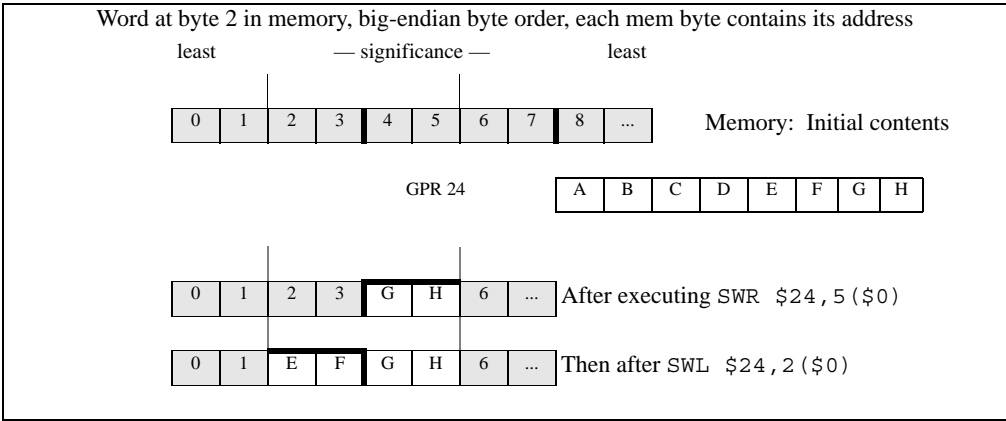 Word at byte 2 in memory, big-endian byte order, each mem byte contains its address
least — significance — least
0 1 2 3 4 5 6 7 8 ... Memory: Initial contents
GPR 24 A B C D E F G H
0 1 2 3 G H 6 ... After executing SWR $24,5($0)
0 1 E F G H 6 ... Then after SWL $24,2($0)